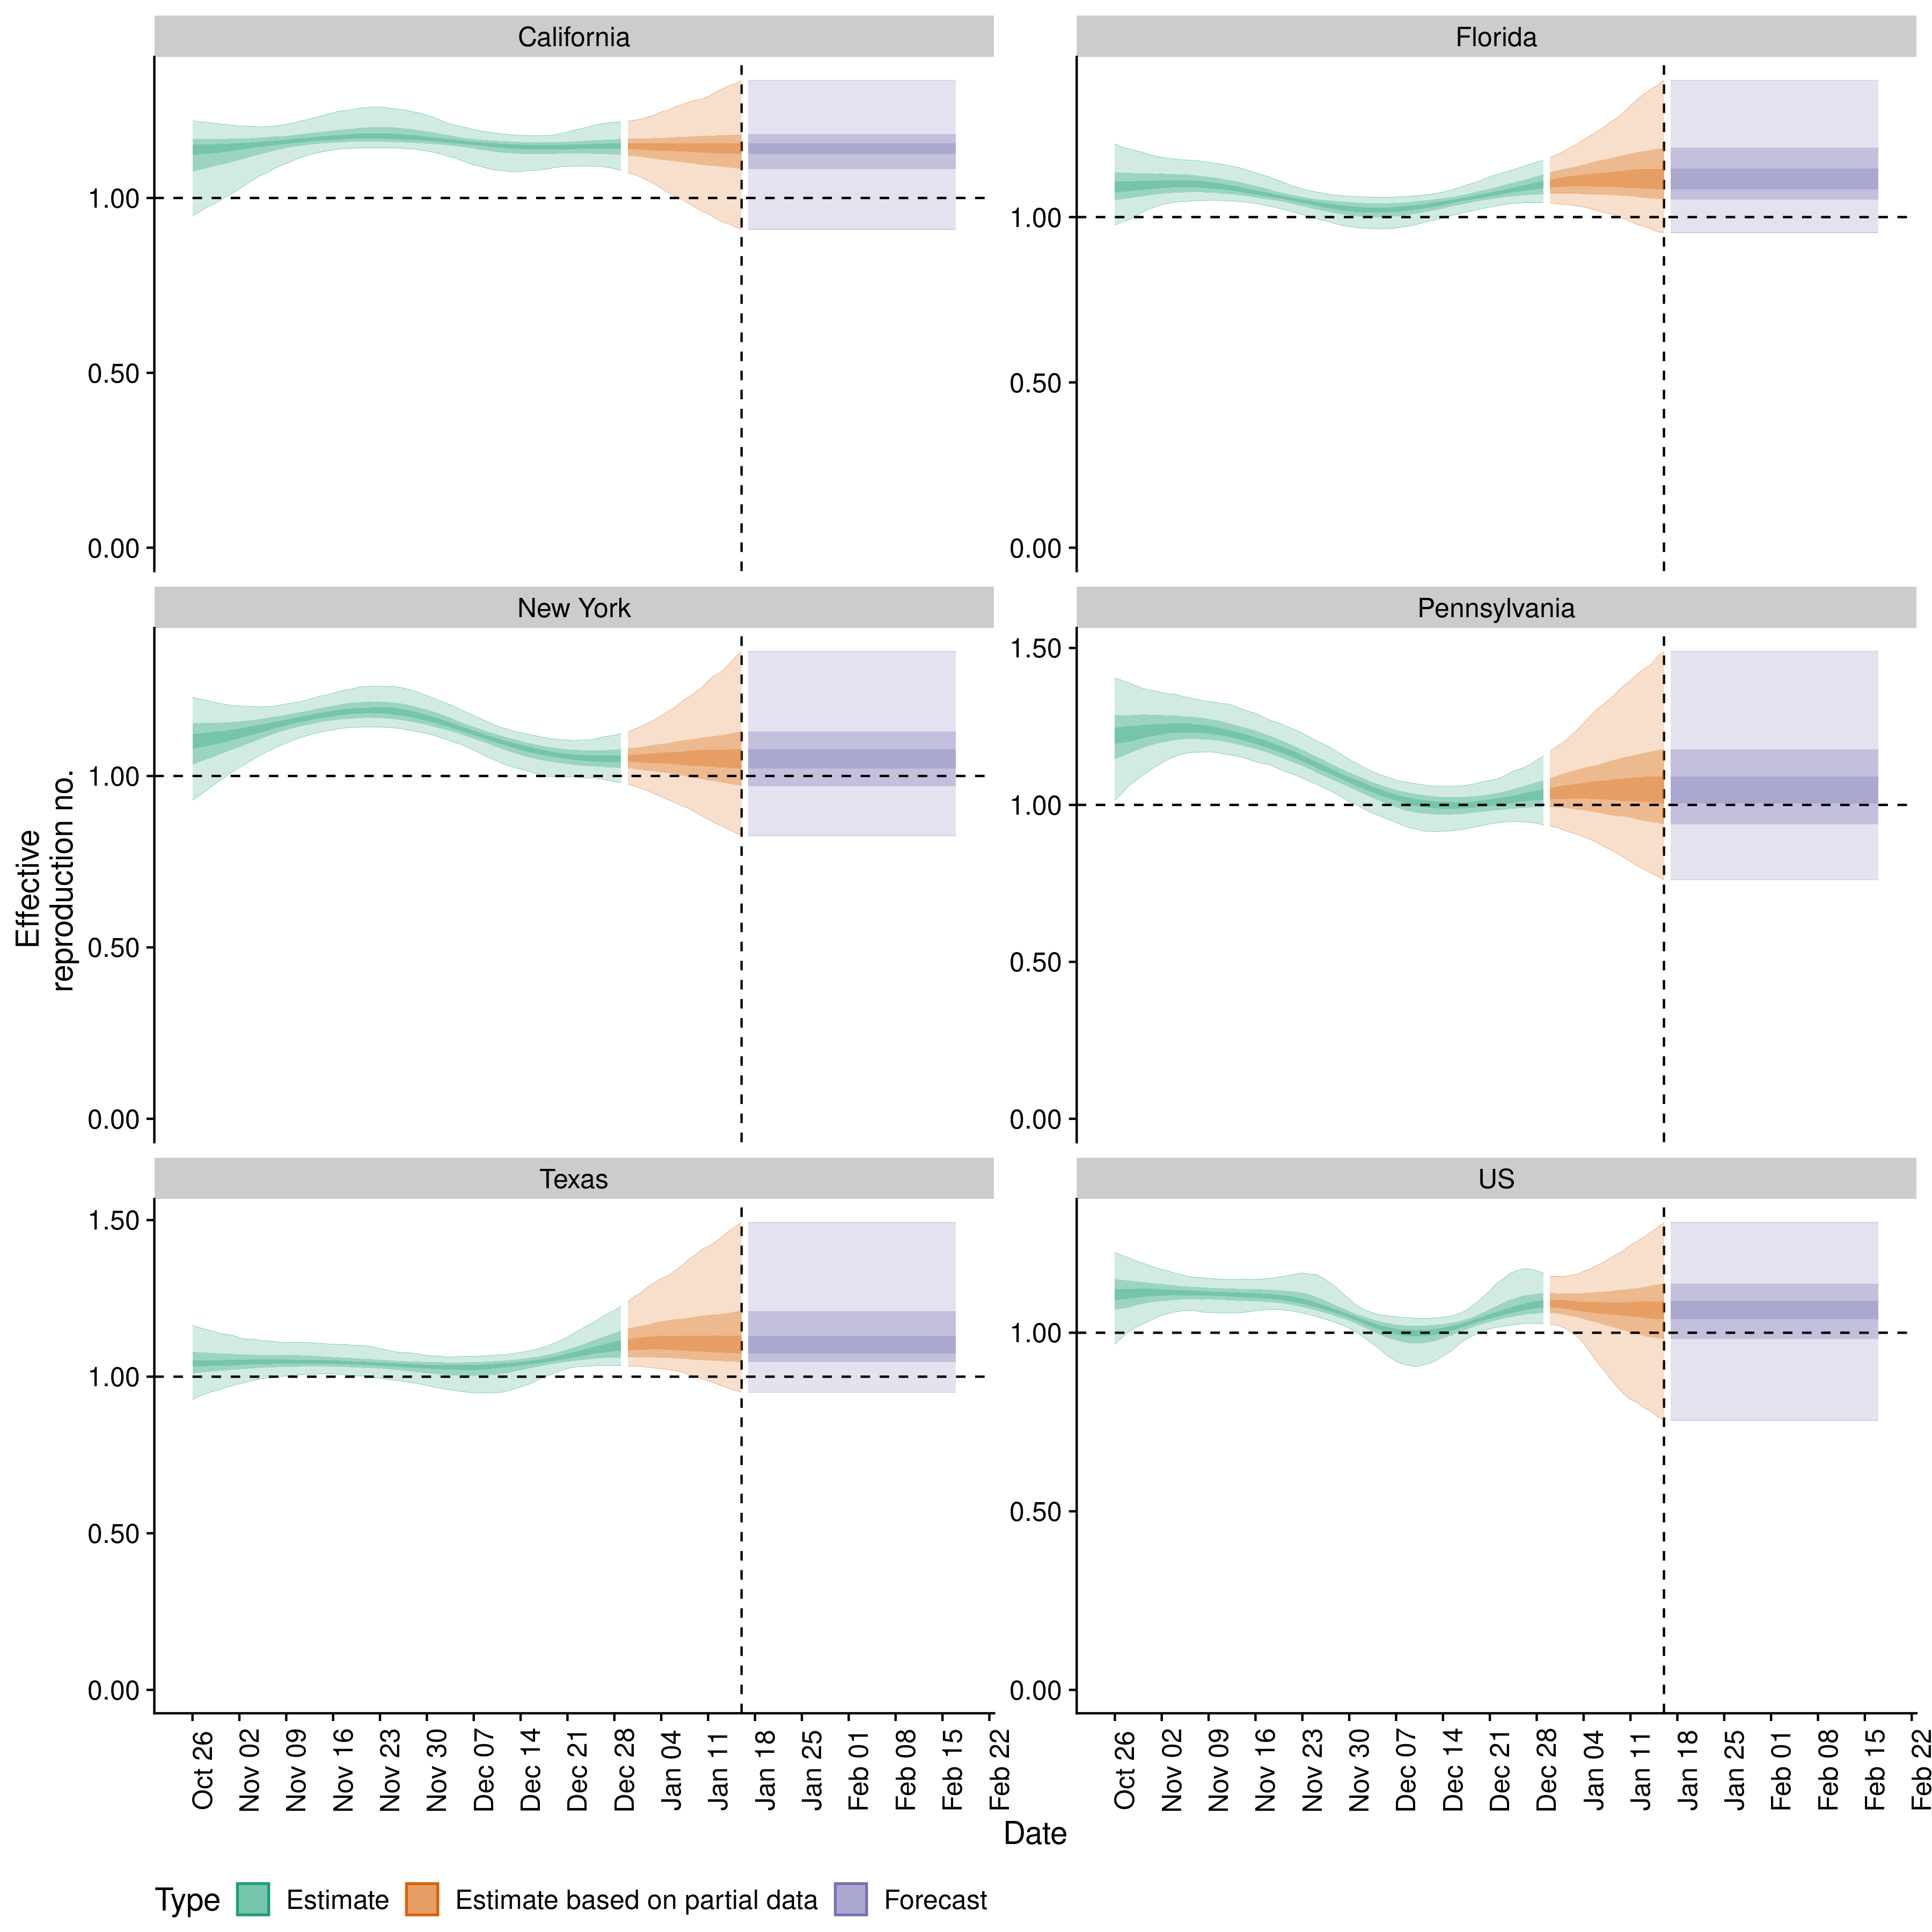 California
Florida
1.00
0.50
0.00
1.00
0.50
0.00
New York
Pennsylvania
1.00
0.50
0.00
1.50
1.00
0.50
0.00
Effective
reproduction no.
Texas
US
1.50
1.00
0.50
0.00
1.00
0.50
0.00
Oct 26
Nov 02
Nov 09
Nov 16
Nov 23
Nov 30
Dec 07
Dec 14
Dec 21
Dec 28
Jan 04
Jan 11
Jan 18
Jan 25
Feb 01
Feb 08
Feb 15
Feb 22
Oct 26
Nov 02
Nov 09
Nov 16
Nov 23
Nov 30
Dec 07
Dec 14
Dec 21
Dec 28
Jan 04
Jan 11
Jan 18
Jan 25
Feb 01
Feb 08
Feb 15
Feb 22
Date
Type Estimate Estimate based on partial data Forecast